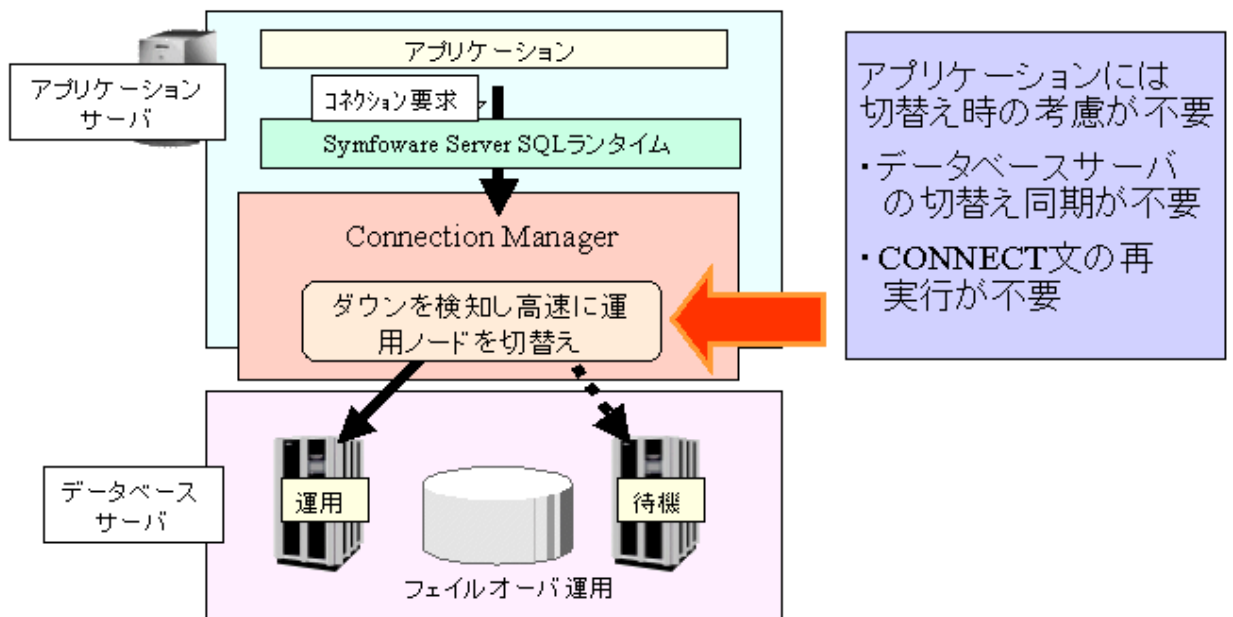 アプリケーション
アプリケーション
サーバ
コネクション要求
Symfoware Server SQLランタイム
Connection Manager
ダウンを検知し高速に運
用ノードを切替え
アプリケーションには
切替え時の考慮が不要
・データベースサーバ
の切替え同期が不要
・CONNECT文の再
実行が不要
データベース
サーバ
運用
待機
フェイルオーバ運用